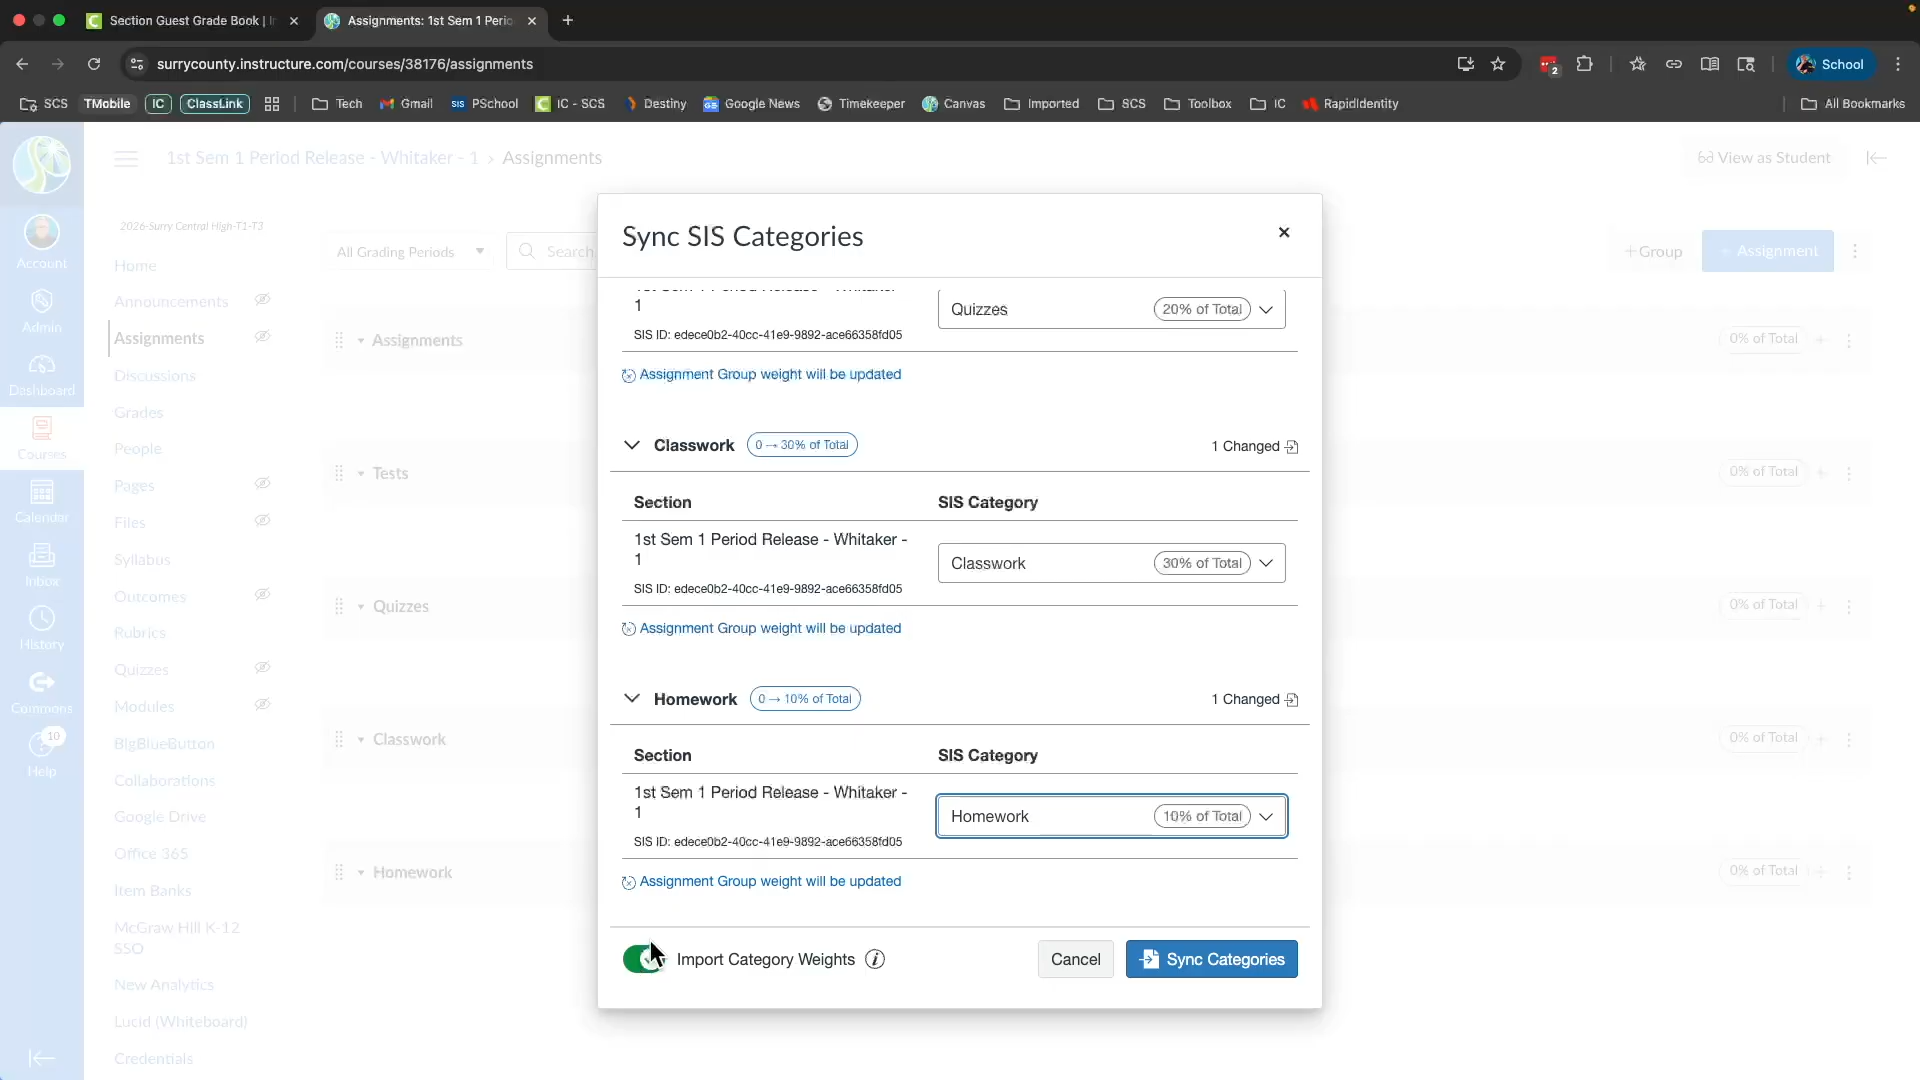 Section Guest Grade Book | In
Assignments: 1st Sem 1 Perio
surrycounty.instructure.com/courses/38176/assignments
2
School
SCS
TMobile
IC
ClassLink
Tech
Gmail
SIS PSchool
IC - SCS
Destiny
Google News
Timekeeper
Canvas
Imported
SCS
Toolbox
IC
RapidIdentity
All Bookmarks
1st Sem 1 Period Release - Whitaker - 1 › Assignments
View as Student
Account
Admin
Dashboard
Courses
Calendar
Inbox
History
Commons
10
Help
2026-Surry Central High-T1-T3
Home
Announcements
Assignments
Discussions
Grades
People
Pages
Files
Syllabus
Outcomes
Rubrics
Quizzes
Modules
BigBlueButton
Collaborations
Google Drive
Office 365
Item Banks
McGraw Hill K-12
SSO
New Analytics
Lucid (Whiteboard)
Credentials
All Grading Periods
Search
+Group
+ Assignment
Assignments
0% of Total
Tests
0% of Total
Quizzes
0% of Total
Classwork
0% of Total
Homework
0% of Total
Sync SIS Categories
1
SIS ID: edece0b2-40cc-41e9-9892-ace66358fd05
Quizzes
20% of Total
Assignment Group weight will be updated
Classwork
0 → 30% of Total
1 Changed
Section
SIS Category
1st Sem 1 Period Release - Whitaker -
1
SIS ID: edece0b2-40cc-41e9-9892-ace66358fd05
Classwork
30% of Total
Assignment Group weight will be updated
Homework
0 → 10% of Total
1 Changed
Section
SIS Category
1st Sem 1 Period Release - Whitaker -
1
SIS ID: edece0b2-40cc-41e9-9892-ace66358fd05
Homework
10% of Total
Assignment Group weight will be updated
Import Category Weights
Cancel
Sync Categories